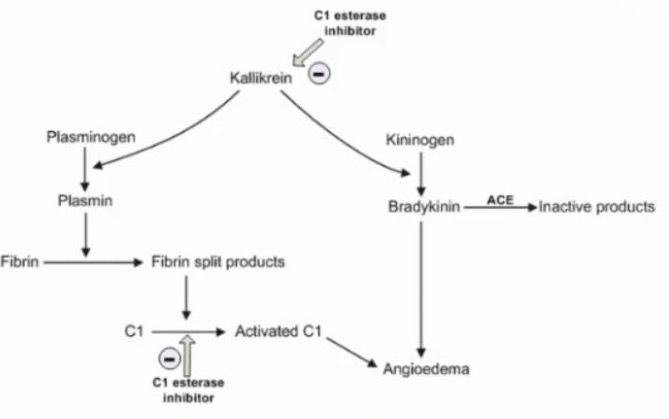 C1 esterase
inhibitor
Kallikrein
Plasminogen
Kininogen
Plasmin
Bradykinin
ACE
Inactive products
Fibrin
Fibrin split products
C1
Activated C1
Angioedema
C1 esterase
inhibitor